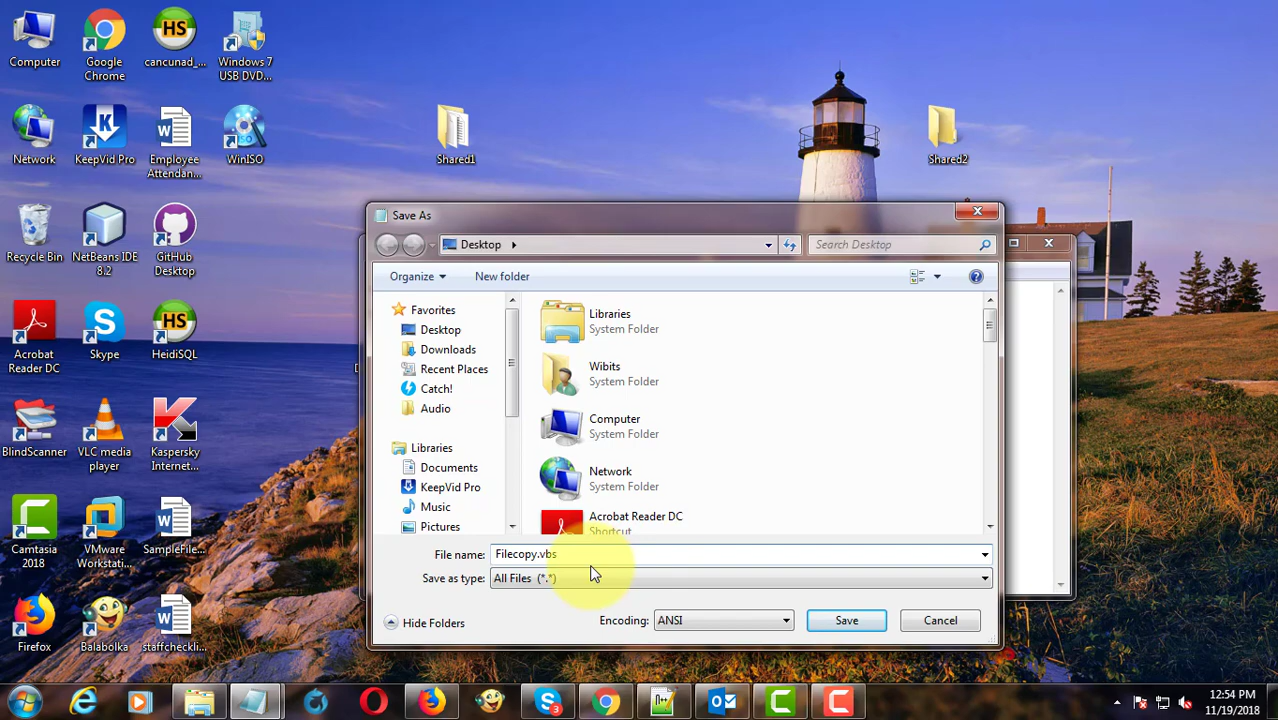 Computer
Google
Chrome
cancunad_...
Windows 7
USB DVD...
Network
KeepVid Pro
Employee
Attendan...
WinISO
Shared1
Shared2
Recycle Bin
NetBeans IDE
8.2
GitHub
Desktop
Acrobat
Reader DC
Skype
HeidiSQL
BlindScanner
VLC media
player
Kaspersky
Internet...
Camtasia
2018
VMware
Workstati...
SampleFile...
Firefox
Balabolka
staffcheckli...
HS
HS
ISO
Save As
Desktop
Search Desktop
Organize
New folder
Favorites
Desktop
Downloads
Recent Places
Catch!
Audio
Libraries
Documents
KeepVid Pro
Music
Pictures
Libraries
System Folder
Wibits
System Folder
Computer
System Folder
Network
System Folder
Acrobat Reader DC
Shortcut
File name:
Filecopy.vbs
Save as type:
All Files (*.*)
Hide Folders
Encoding:
ANSI
Save
Cancel
3
12:54 PM
11/19/2018